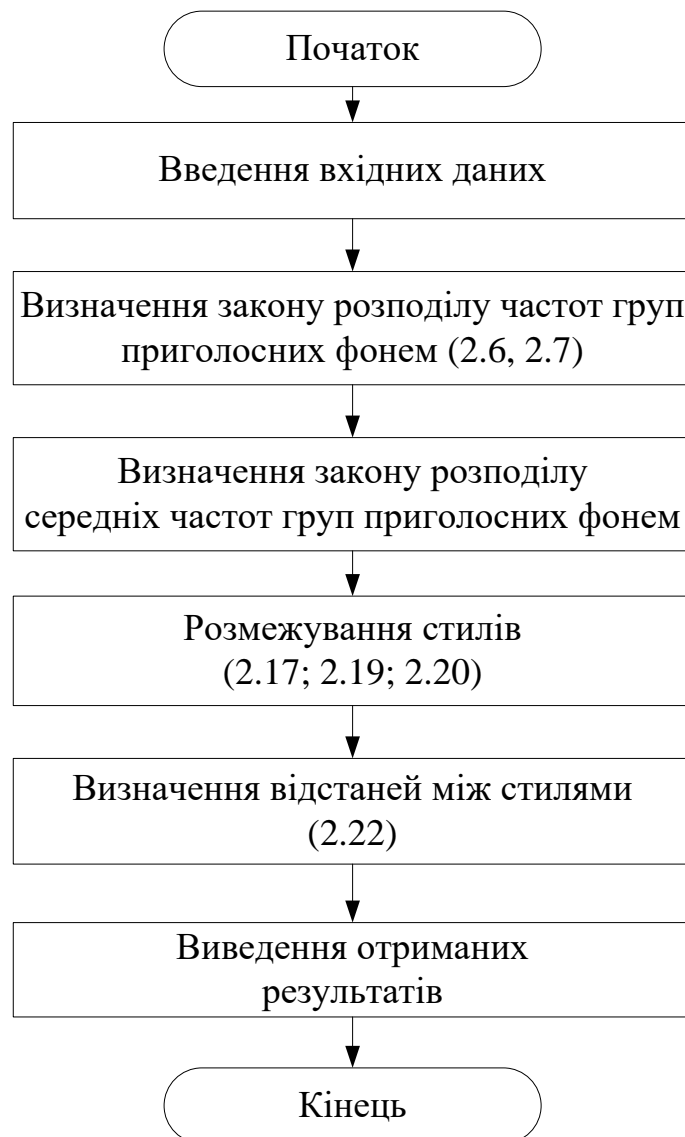 Початок
Введення вхідних даних
Визначення закону розподілу частот груп
приголосних фонем (2.6, 2.7)
Визначення закону розподілу
середніх частот груп приголосних фонем
Розмежування стилів
(2.17; 2.19; 2.20)
Визначення відстаней між стилями
(2.22)
Виведення отриманих
результатів
Кінець